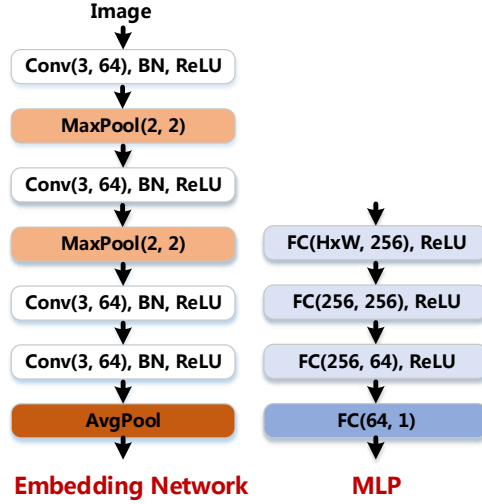 Image
Conv(3, 64), BN, ReLU
MaxPool(2, 2)
Conv(3, 64), BN, ReLU
MaxPool(2, 2)
Conv(3, 64), BN, ReLU
Conv(3, 64), BN, ReLU
AvgPool
Embedding Network
FC(HxW, 256), ReLU
FC(256, 256), ReLU
FC(256, 64), ReLU
FC(64, 1)
MLP